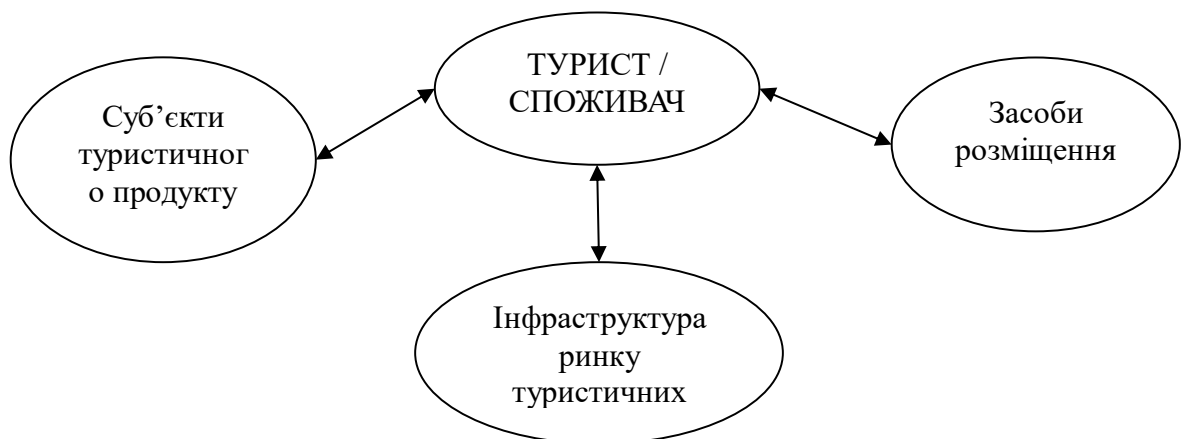 ТУРИСТ /
СПОЖИВАЧ
Суб’єкти
туристичног
о продукту
Засоби
розміщення
Інфраструктура
ринку
туристичних